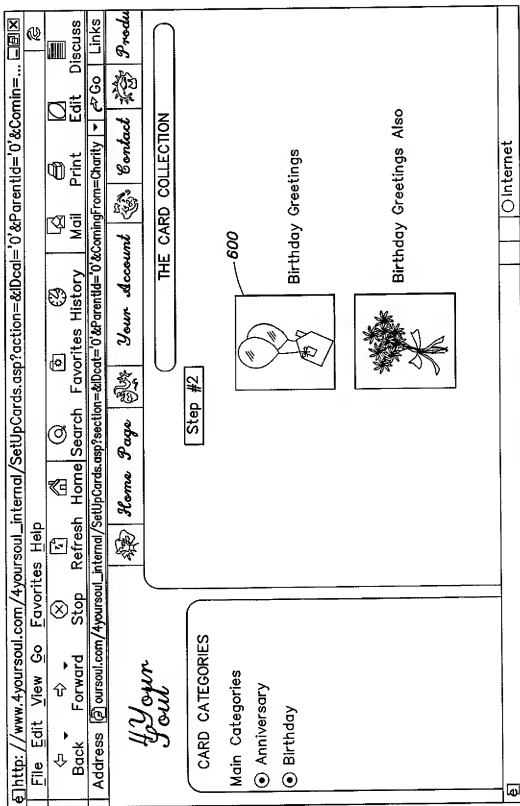 http://www.4yoursoul.com/4yoursoul_internal/SetUpCards.asp?action=&IDcal='0'&ParentId='0'&Comin=...
File Edit View Go Favorites Help
Back Forward Stop Refresh Home Search Favorites History Mail Print Edit Discuss
Address oursoul.com/4yoursoul_internal/SetUpCards.asp?section=&IDcat='0'&ParentId='0'&ComingFrom=Charity Go Links
4Your Soul
Home Page Your Account Contact Produ
THE CARD COLLECTION
Step #2
CARD CATEGORIES
Main Categories
Anniversary
Birthday
600
Birthday Greetings
Birthday Greetings Also
Internet